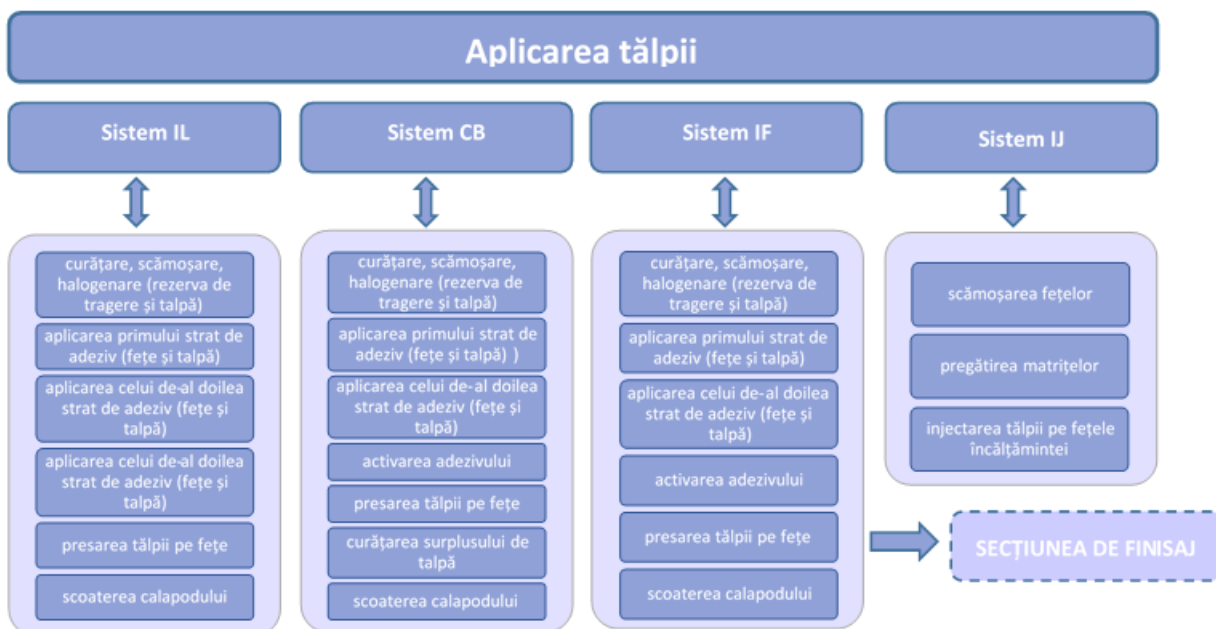 Aplicarea tălpii
Sistem IL
Sistem CB
Sistem IF
Sistem IJ
curățare, scămoșare,
halogenare (rezerva de
tragere și talpă)
aplicarea primului strat de
adeziv (fețe și talpă)
aplicarea celui de-al doilea
strat de adeziv (fețe și
talpă)
aplicarea celui de-al doilea
strat de adeziv (fețe și
talpă)
presarea tălpii pe fețe
scoaterea calapodului
curățare, scămoșare,
halogenare (rezerva de
tragere și talpă)
aplicarea primului strat de
adeziv (fețe și talpă) )
aplicarea celui de-al doilea
strat de adeziv (fețe și
talpă)
activarea adezivului
presarea tălpii pe fețe
curățarea surplusului de
talpă
scoaterea calapodului
curățare, scămoșare,
halogenare (rezerva de
tragere și talpă)
aplicarea primului strat de
adeziv (fețe și talpă)
aplicarea celui de-al doilea
strat de adeziv (fețe și
talpă)
activarea adezivului
presarea tălpii pe fețe
scoaterea calapodului
scămoșarea fețelor
pregătirea matrițelor
injectarea tălpii pe fețele
încălțămintei
SECȚIUNEA DE FINISAJ